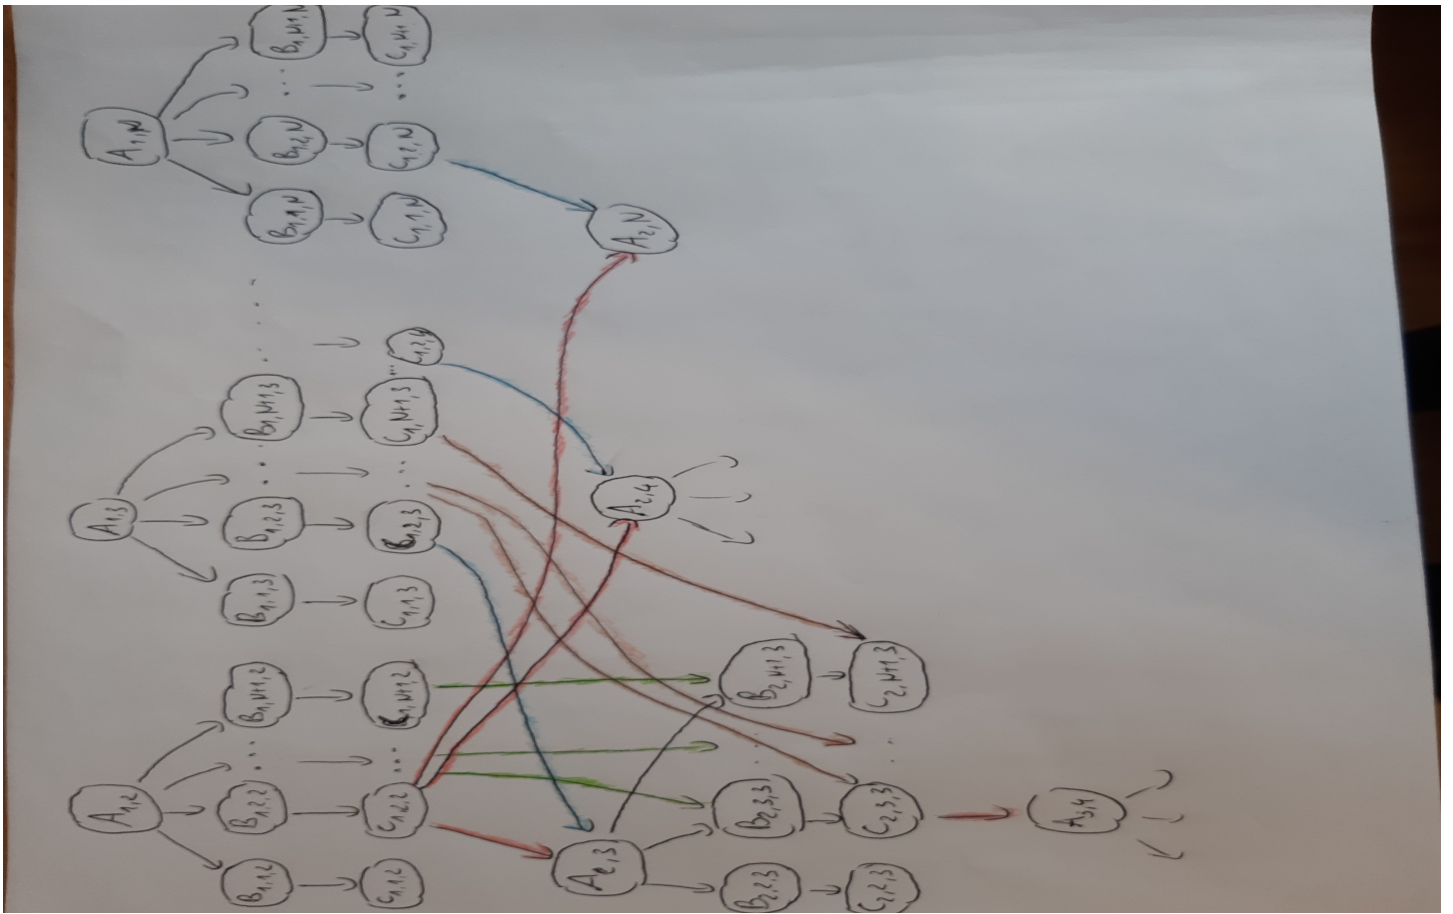 A1,2 A1,3 A1,N
B1,1,2 B1,2,2 ... B1,N+1,2 B1,1,3 B1,2,3 ... B1,N+1,3 .... B1,1,N B1,2,N ... B1,N+1,N
C1,1,2 C1,2,2 ... C1,N+1,2 C1,1,3 C1,2,3 ... C1,N+1,3 ... C1,2,4 C1,1,N C1,2,N ... C1,N+1,N
A2,3 A2,4 A2,N
B2,2,3 B2,3,3 .. B2,N+1,3
C2,2,3 C2,3,3 .. C2,N+1,3
A3,4